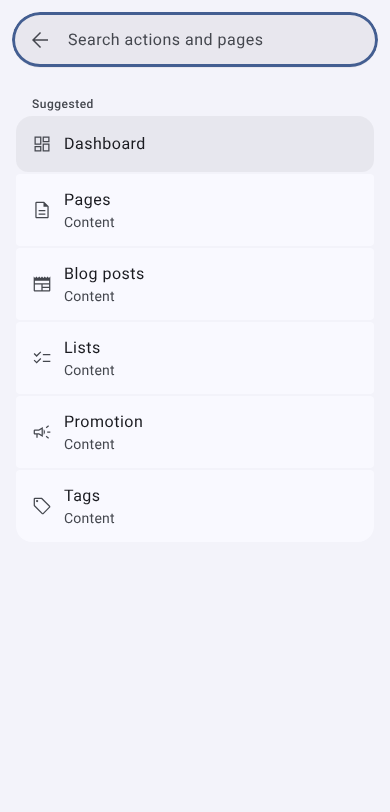 Search actions and pages
Suggested
Dashboard
Pages
Content
Blog posts
Content
Lists
Content
Promotion
Content
Tags
Content